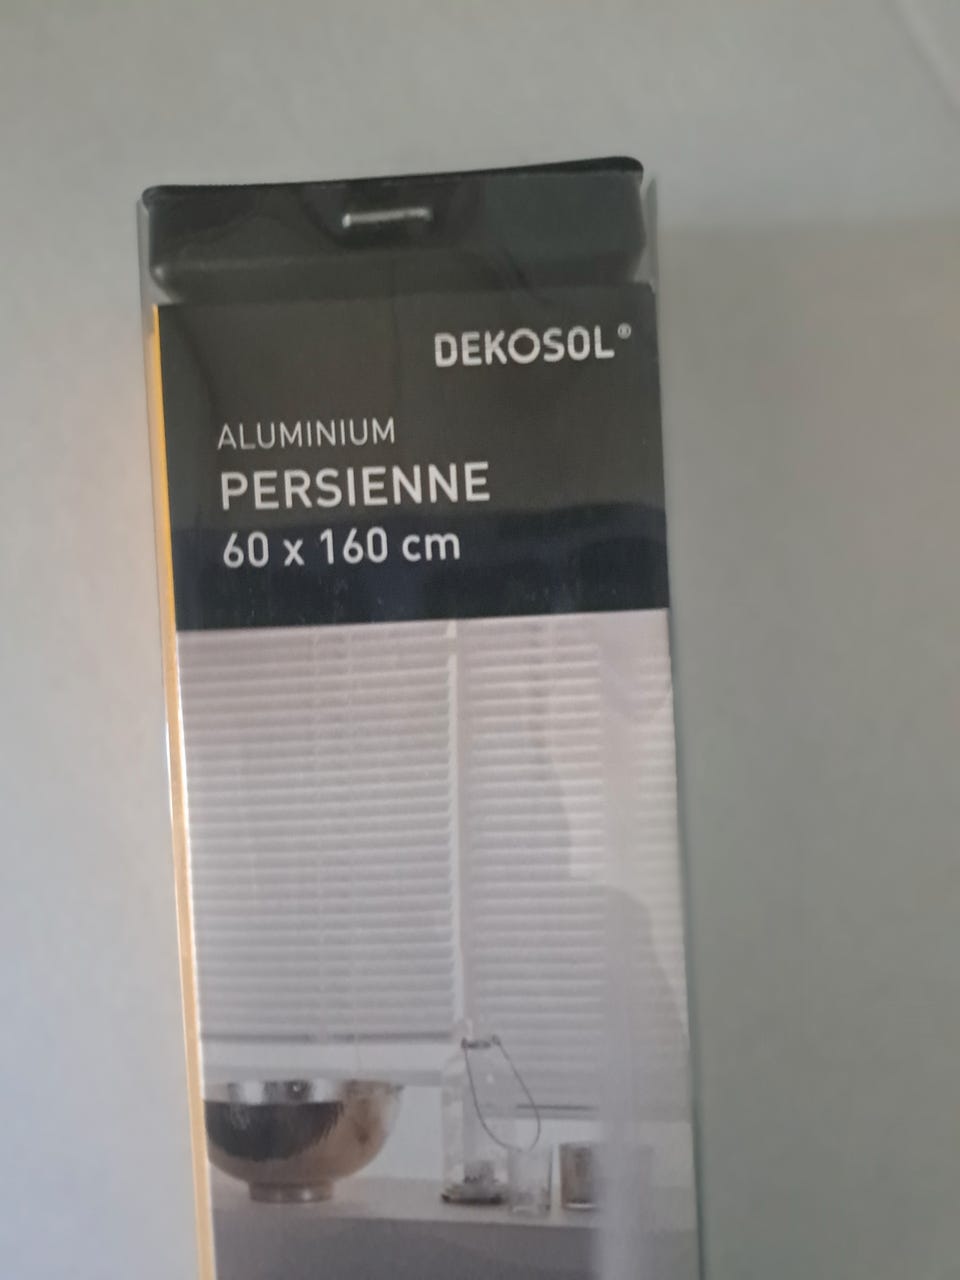 DEKOSOL®
ALUMINIUM
PERSIENNE
60 x 160 cm